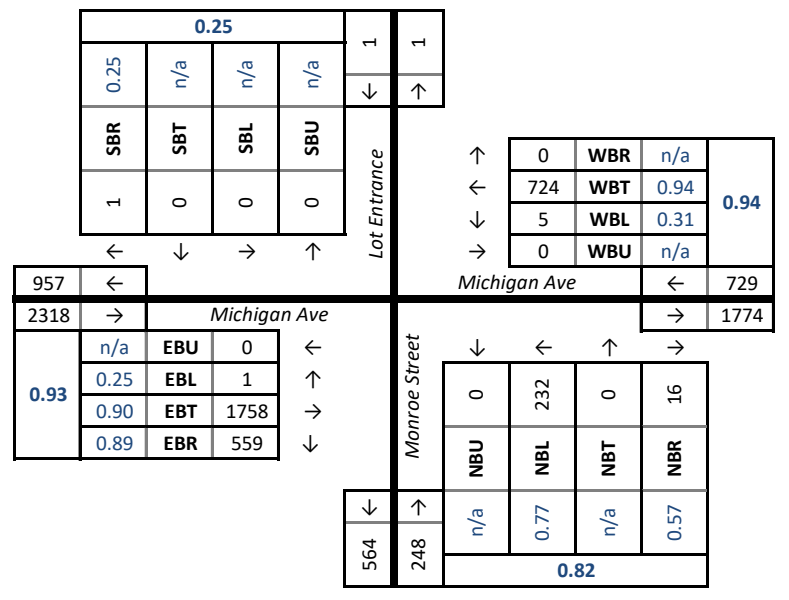 0.25
0.25 n/a n/a n/a
SBR SBT SBL SBU
1 0 0 0
← ↓ → ↑
1 1
↓ ↑
Lot Entrance
↑ 0 WBR n/a
← 724 WBT 0.94
↓ 5 WBL 0.31
→ 0 WBU n/a
0.94
957 ←
Michigan Ave
← 729
2318 →
Michigan Ave
→ 1774
0.93
n/a EBU 0 ←
0.25 EBL 1 ↑
0.90 EBT 1758 →
0.89 EBR 559 ↓
Monroe Street
↓ ← ↑ →
0 232 0 16
NBU NBL NBT NBR
n/a 0.77 n/a 0.57
0.82
↓ ↑
564 248